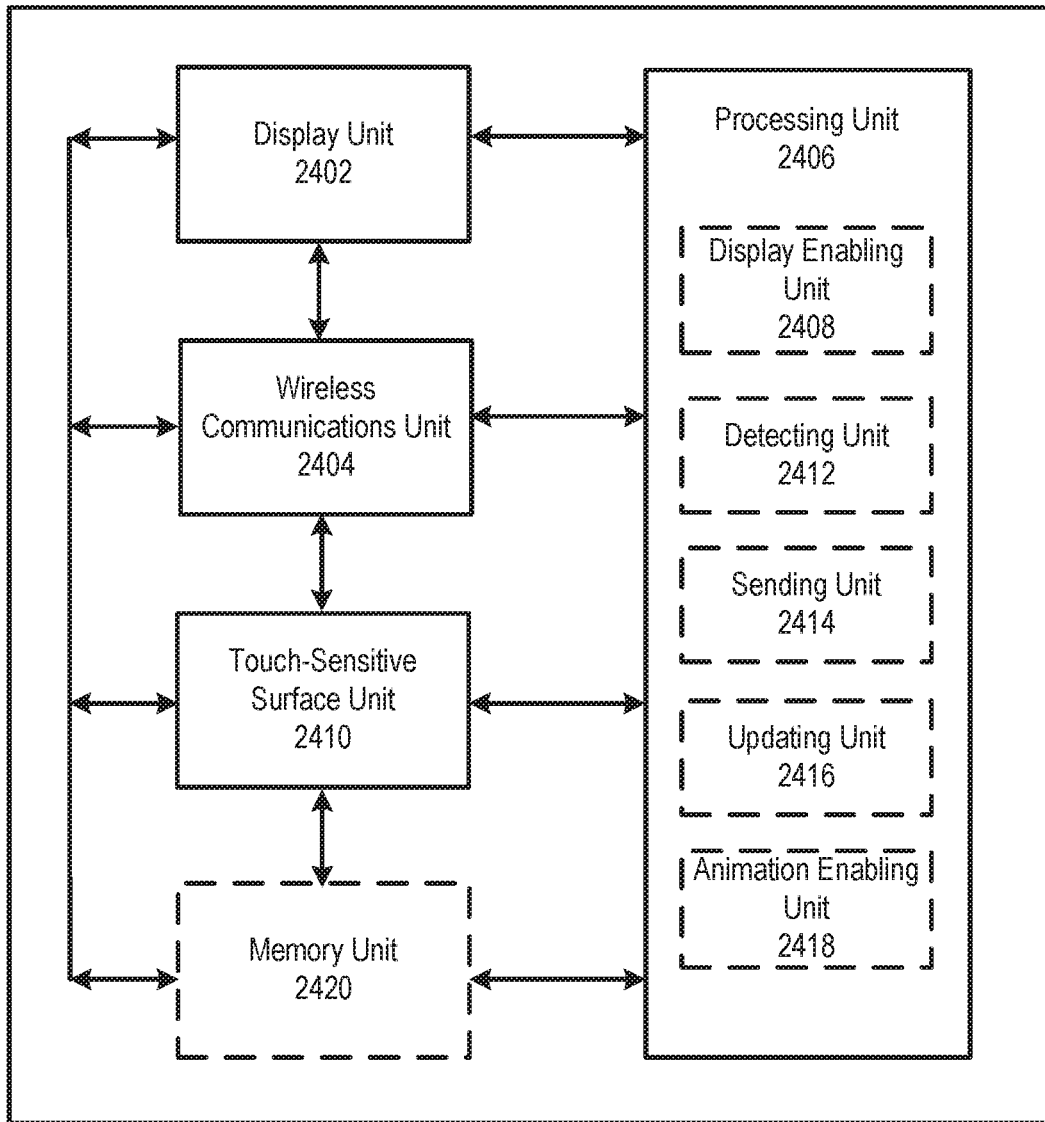 Display Unit
2402
Wireless
Communications Unit
2404
Touch-Sensitive
Surface Unit
2410
Memory Unit
2420
Processing Unit
2406
Display Enabling
Unit
2408
Detecting Unit
2412
Sending Unit
2414
Updating Unit
2416
Animation Enabling
Unit
2418